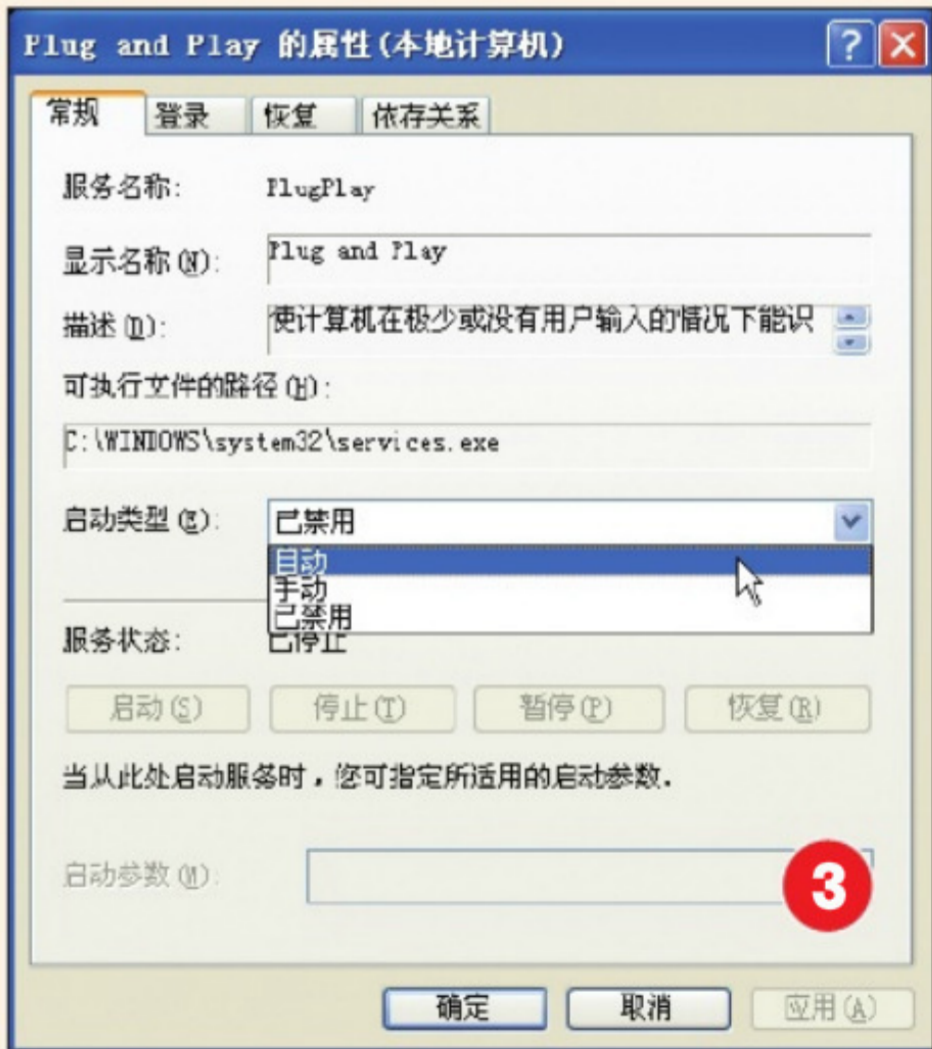 Plug and Play 的属性(本地计算机)
常规 登录 恢复 依存关系
服务名称: PlugPlay
显示名称(N): Plug and Play
描述(D): 使计算机在极少或没有用户输入的情况下能识
可执行文件的路径(H):
C:\WINDOWS\system32\services.exe
启动类型(E): 已禁用
自动
手动
已禁用
服务状态: 已停止
启动(S) 停止(T) 暂停(P) 恢复(R)
当从此处启动服务时，您可指定所适用的启动参数.
启动参数(M):
3
确定 取消 应用(A)